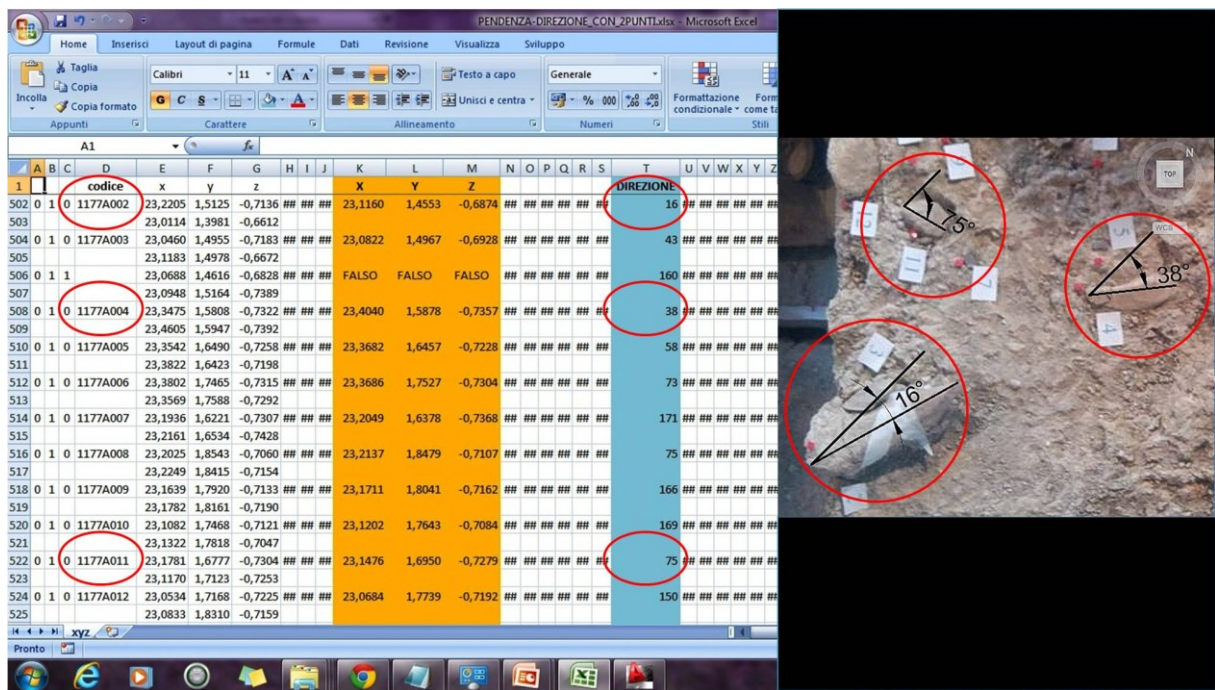 PENDENZA-DIREZIONE_CON_2PUNTI.xlsx - Microsoft Excel
Home Inserisci Layout di pagina Formule Dati Revisione Visualizza Sviluppo
Incolla
Taglia
Copia
Copia formato
Appunti
Calibri 11
G C S
Carattere
Testo a capo
Unisci e centra
Allineamento
Generale
% 000
Numeri
Formattazione condizionale
Form come ta
Stili
A1 fx
A B C D E F G H I J K L M N O P Q R S T U V W X Y Z
1 codice x y z X Y Z DIREZIONE
502 0 1 0 1177A002 23,2205 1,5125 -0,7136 ## ## ## 23,1160 1,4553 -0,6874 ## ## ## ## ## ## 16 ## ## ## ## ## ##
503 23,0114 1,3981 -0,6612
504 0 1 0 1177A003 23,0460 1,4955 -0,7183 ## ## ## 23,0822 1,4967 -0,6928 ## ## ## ## ## ## 43 ## ## ## ## ## ##
505 23,1183 1,4978 -0,6672
506 0 1 1 23,0688 1,4616 -0,6828 ## ## ## FALSO FALSO FALSO ## ## ## ## ## ## 160 ## ## ## ## ## ##
507 23,0948 1,5164 -0,7389
508 0 1 0 1177A004 23,3475 1,5808 -0,7322 ## ## ## 23,4040 1,5878 -0,7357 ## ## ## ## ## ## 38 ## ## ## ## ## ##
509 23,4605 1,5947 -0,7392
510 0 1 0 1177A005 23,3542 1,6490 -0,7258 ## ## ## 23,3682 1,6457 -0,7228 ## ## ## ## ## ## 58 ## ## ## ## ## ##
511 23,3822 1,6423 -0,7198
512 0 1 0 1177A006 23,3802 1,7465 -0,7315 ## ## ## 23,3686 1,7527 -0,7304 ## ## ## ## ## ## 73 ## ## ## ## ## ##
513 23,3569 1,7588 -0,7292
514 0 1 0 1177A007 23,1936 1,6221 -0,7307 ## ## ## 23,2049 1,6378 -0,7368 ## ## ## ## ## ## 171 ## ## ## ## ## ##
515 23,2161 1,6534 -0,7428
516 0 1 0 1177A008 23,2025 1,8543 -0,7060 ## ## ## 23,2137 1,8479 -0,7107 ## ## ## ## ## ## 75 ## ## ## ## ## ##
517 23,2249 1,8415 -0,7154
518 0 1 0 1177A009 23,1639 1,7920 -0,7133 ## ## ## 23,1711 1,8041 -0,7162 ## ## ## ## ## ## 166 ## ## ## ## ## ##
519 23,1782 1,8161 -0,7190
520 0 1 0 1177A010 23,1082 1,7468 -0,7121 ## ## ## 23,1202 1,7643 -0,7084 ## ## ## ## ## ## 169 ## ## ## ## ## ##
521 23,1322 1,7818 -0,7047
522 0 1 0 1177A011 23,1781 1,6777 -0,7304 ## ## ## 23,1476 1,6950 -0,7279 ## ## ## ## ## ## 75 ## ## ## ## ## ##
523 23,1170 1,7123 -0,7253
524 0 1 0 1177A012 23,0534 1,7168 -0,7225 ## ## ## 23,0684 1,7739 -0,7192 ## ## ## ## ## ## 150 ## ## ## ## ## ##
525 23,0833 1,8310 -0,7159
xyz
Pronto
N
TOP
WCS
75°
12
11
7
5
38°
4
3
16°